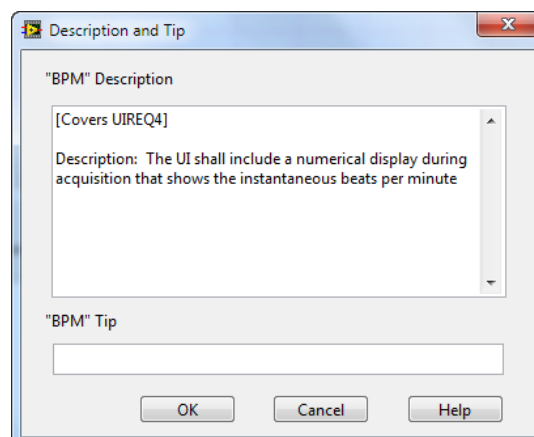 Description and Tip
"BPM" Description
[Covers UIREQ4]
Description:  The UI shall include a numerical display during
acquisition that shows the instantaneous beats per minute
"BPM" Tip
OK
Cancel
Help